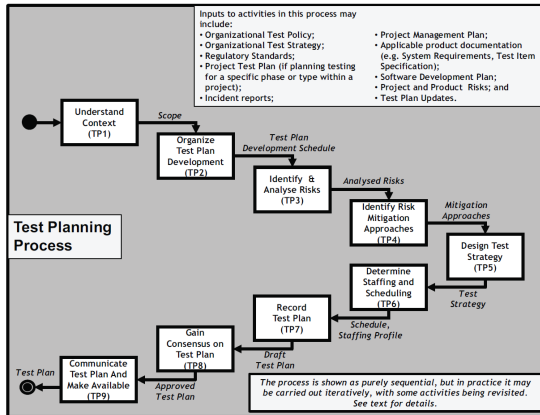 Inputs to activities in this process may
include:
• Organizational Test Policy;
• Organizational Test Strategy;
• Regulatory Standards;
• Project Test Plan (if planning testing
for a specific phase or type within a
project);
• Incident reports;
• Project Management Plan;
• Applicable product documentation
(e.g. System Requirements, Test Item
Specification);
• Software Development Plan;
• Project and Product Risks; and
• Test Plan Updates.
Understand
Context
(TP1)
Scope
Organize
Test Plan
Development
(TP2)
Test Plan
Development Schedule
Identify &
Analyse Risks
(TP3)
Analysed Risks
Identify Risk
Mitigation
Approaches
(TP4)
Mitigation
Approaches
Test Planning
Process
Design Test
Strategy
(TP5)
Test
Strategy
Determine
Staffing and
Scheduling
(TP6)
Schedule,
Staffing Profile
Record
Test Plan
(TP7)
Draft
Test Plan
Gain
Consensus on
Test Plan
(TP8)
Approved
Test Plan
Communicate
Test Plan And
Make Available
(TP9)
Test Plan
The process is shown as purely sequential, but in practice it may
be carried out iteratively, with some activities being revisited.
See text for details.